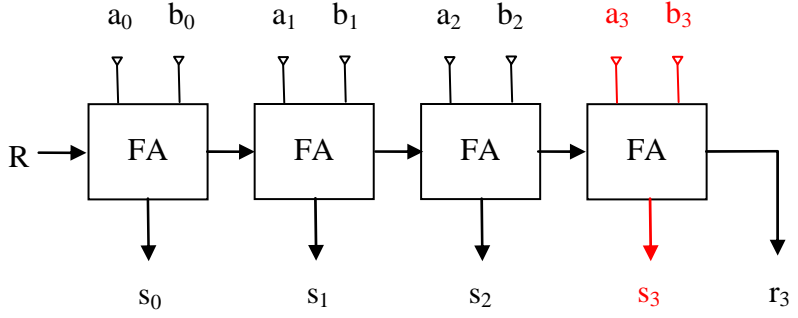 a₀ b₀ a₁ b₁ a₂ b₂ a₃ b₃
R FA FA FA FA
s₀ s₁ s₂ s₃ r₃